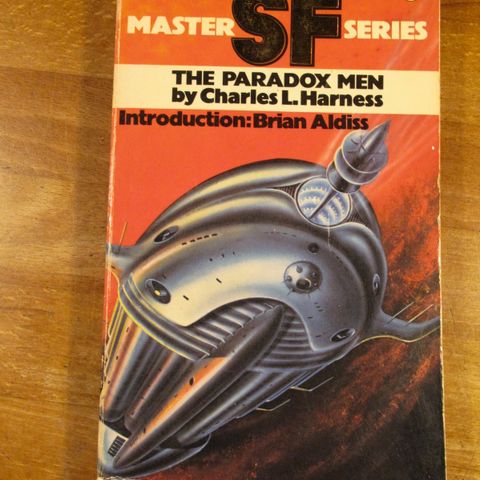 MASTER SF SERIES
THE PARADOX MEN
by Charles L. Harness
Introduction: Brian Aldiss